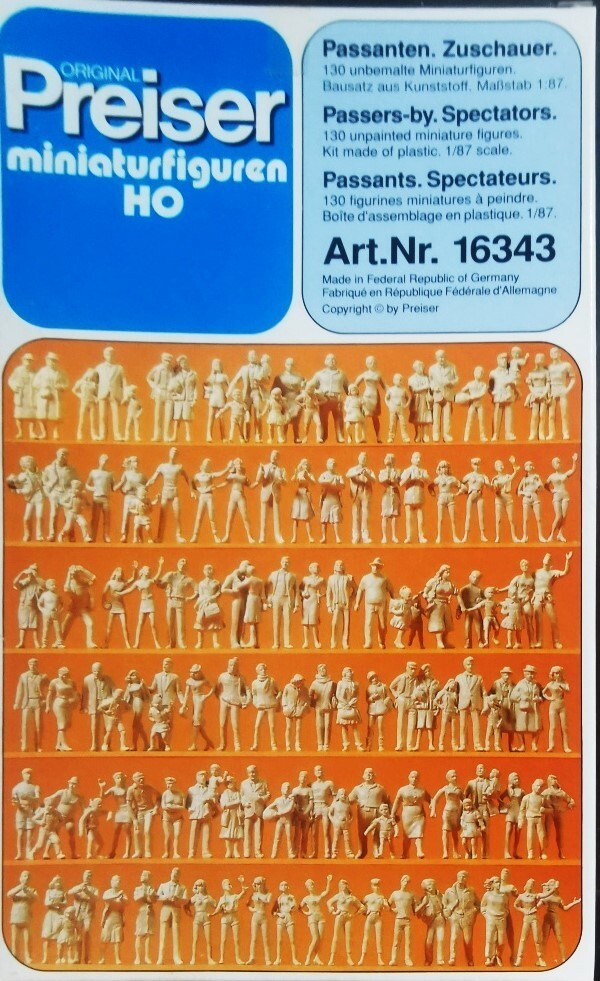 ORIGINAL
Preiser
miniaturfiguren
HO
Passanten. Zuschauer.
130 unbemalte Miniaturfiguren.
Bausatz aus Kunststoff. Maßstab 1:87.
Passers-by. Spectators.
130 unpainted miniature figures.
Kit made of plastic. 1/87 scale.
Passants. Spectateurs.
130 figurines miniatures à peindre.
Boîte d'assemblage en plastique. 1/87.
Art.Nr. 16343
Made in Federal Republic of Germany
Fabriqué en République Fédérale d'Allemagne
Copyright © by Preiser